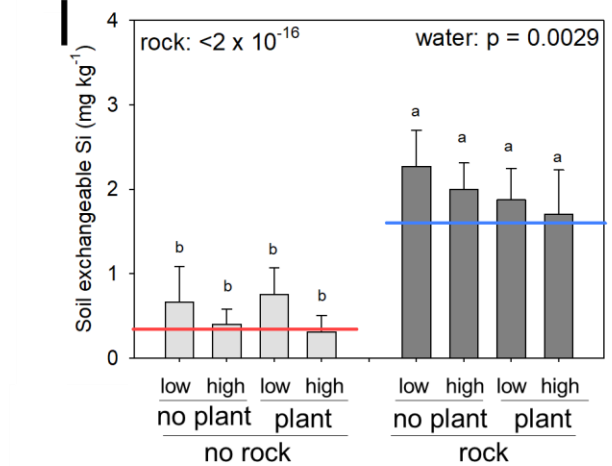 I
rock: <2 x 10⁻¹⁶
water: p = 0.0029
Soil exchangeable Si (mg kg⁻¹)
4
3
2
1
0
b b b b a a a a
low high low high low high low high
no plant plant no plant plant
no rock rock